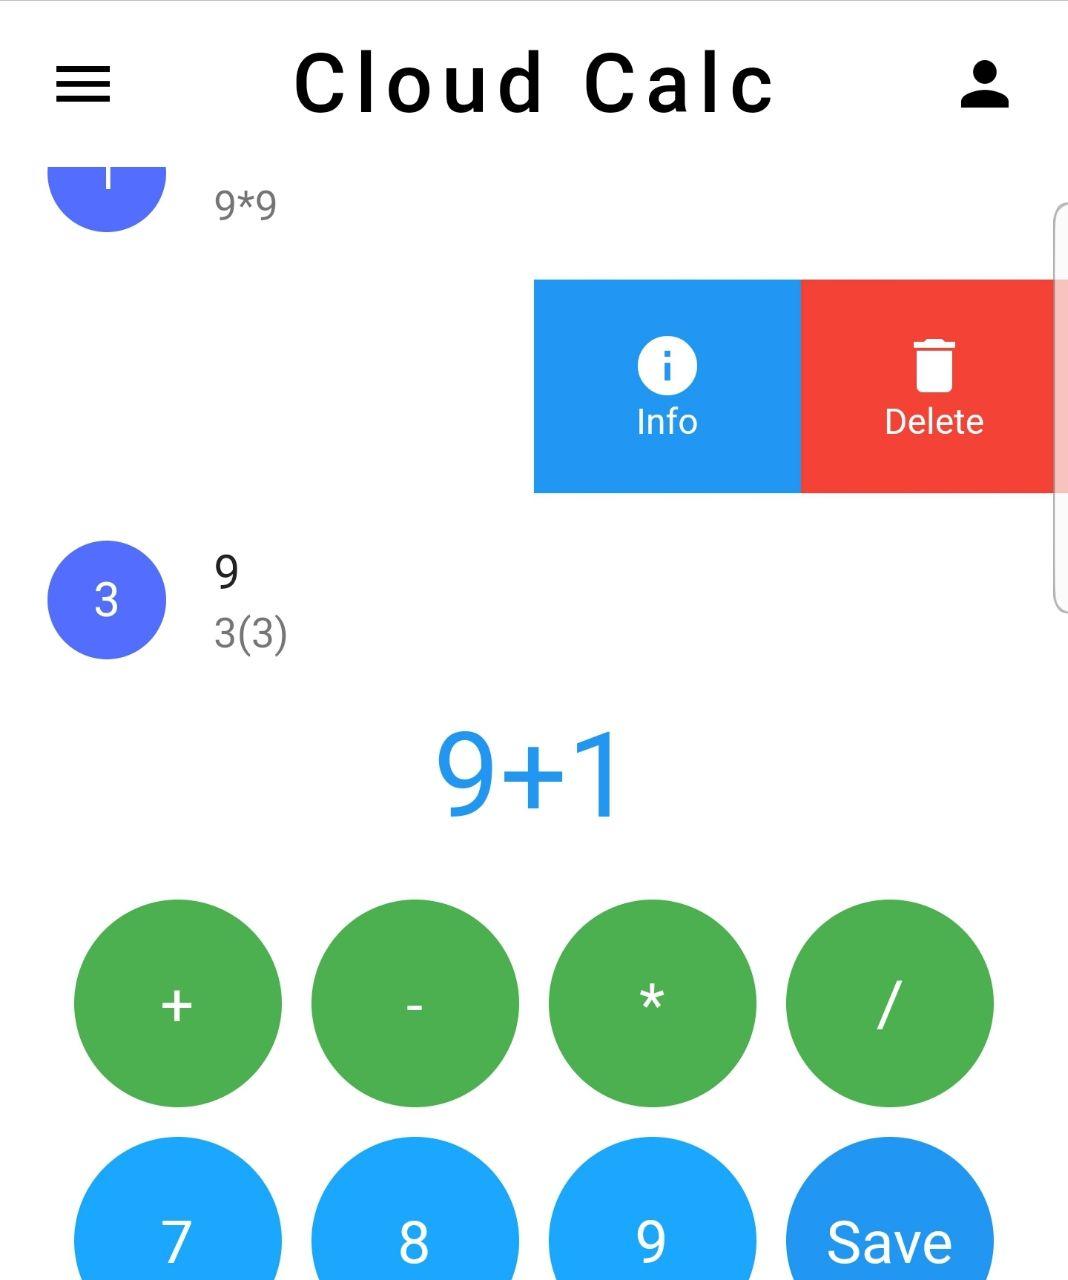 Cloud Calc
9*9
Info Delete
3 9
3(3)
9+1
+ - * /
7 8 9 Save